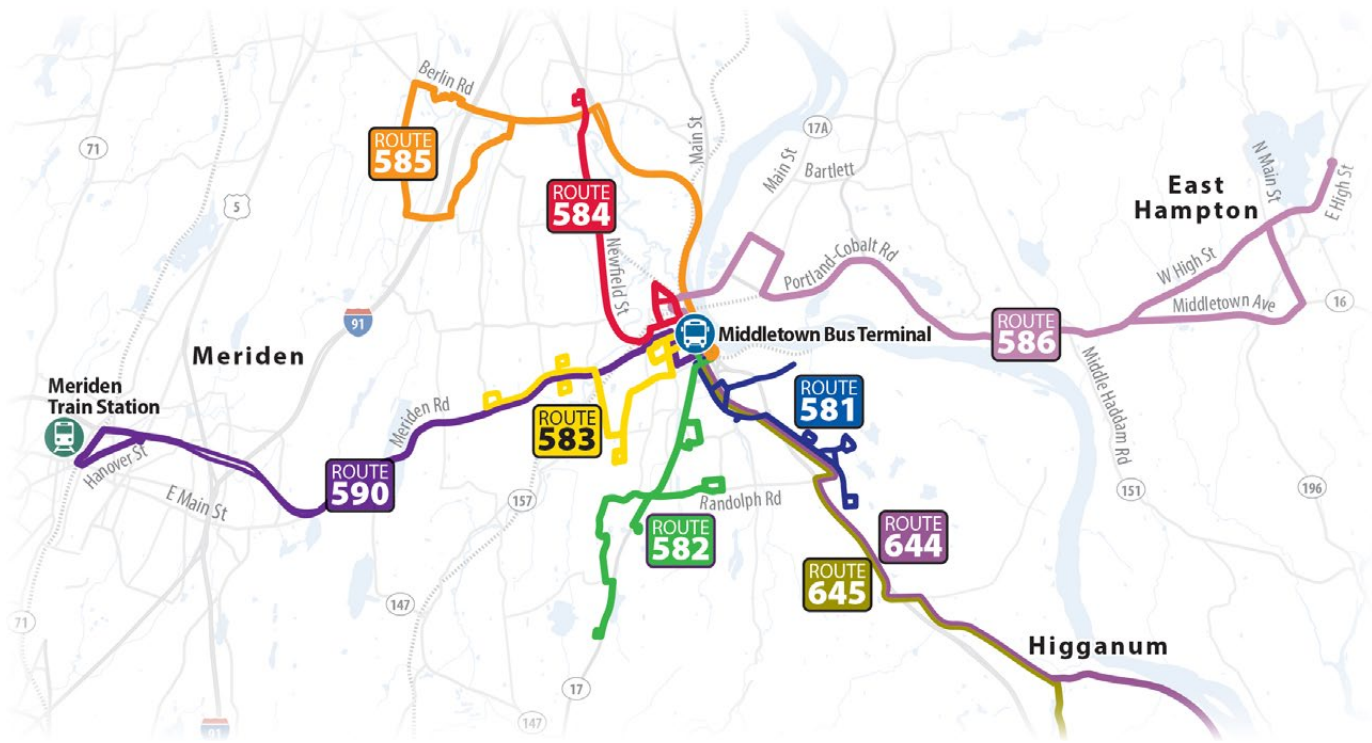 Berlin Rd
71
ROUTE
585
5
ROUTE
584
Newfield St
Main St
17A
Main St
Bartlett
N Main St
E High St
East
Hampton
Portland-Cobalt Rd
W High St
Middletown Ave
16
91
Meriden
Middletown Bus Terminal
ROUTE
586
Meriden
Train Station
Meriden Rd
ROUTE
583
ROUTE
581
Middle Haddam Rd
Hanover St
E Main St
ROUTE
590
157
Randolph Rd
ROUTE
582
151
196
ROUTE
644
ROUTE
645
147
71
Higganum
17
147
91